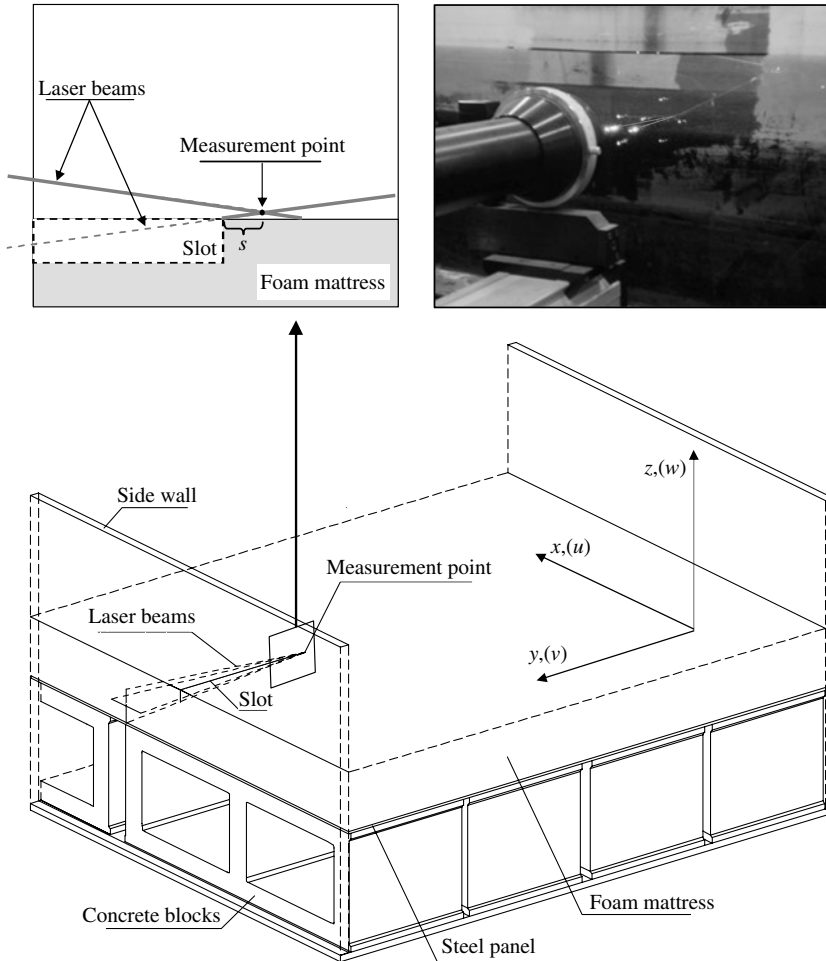 Laser beams
Measurement point
Slot
s
Foam mattress
z,(w)
Side wall
x,(u)
Measurement point
Laser beams
y,(v)
Slot
Foam mattress
Concrete blocks
Steel panel